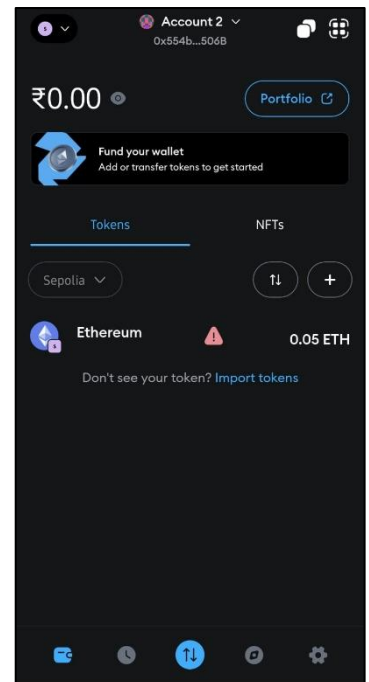 Account 2
0x554b...506B
₹0.00
Portfolio
Fund your wallet
Add or transfer tokens to get started
Tokens NFTs
Sepolia
Ethereum 0.05 ETH
Don't see your token? Import tokens